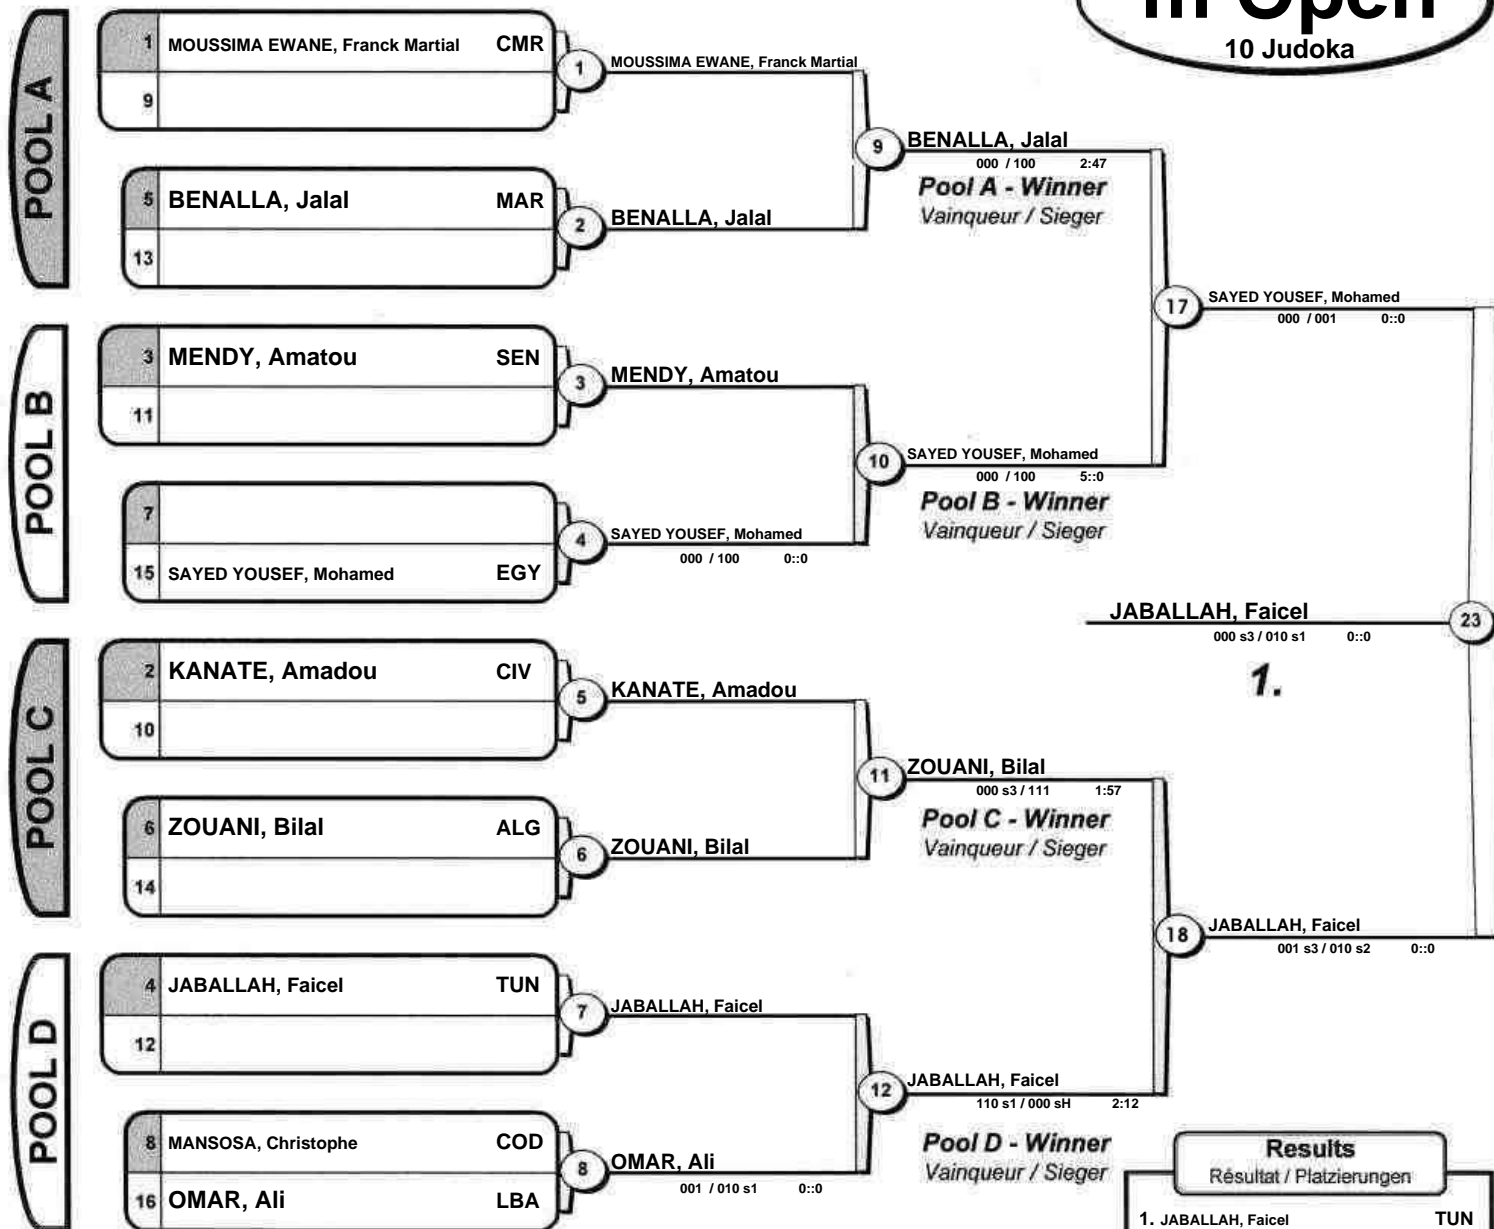 m Open
10 Judoka
POOL A
1 MOUSSIMA EWANE, Franck Martial CMR
9
1 MOUSSIMA EWANE, Franck Martial
5 BENALLA, Jalal MAR
13
2 BENALLA, Jalal
9 BENALLA, Jalal
000 / 100 2:47
Pool A - Winner
Vainqueur / Sieger
POOL B
3 MENDY, Amatou SEN
11
3 MENDY, Amatou
7
15 SAYED YOUSEF, Mohamed EGY
4 SAYED YOUSEF, Mohamed
000 / 100 0::0
10 SAYED YOUSEF, Mohamed
000 / 100 5::0
Pool B - Winner
Vainqueur / Sieger
17 SAYED YOUSEF, Mohamed
000 / 001 0::0
JABALLAH, Faicel 23
000 s3 / 010 s1 0::0
1.
POOL C
2 KANATE, Amadou CIV
10
5 KANATE, Amadou
6 ZOUANI, Bilal ALG
14
6 ZOUANI, Bilal
11 ZOUANI, Bilal
000 s3 / 111 1:57
Pool C - Winner
Vainqueur / Sieger
18 JABALLAH, Faicel
001 s3 / 010 s2 0::0
POOL D
4 JABALLAH, Faicel TUN
12
7 JABALLAH, Faicel
8 MANSOSA, Christophe COD
16 OMAR, Ali LBA
8 OMAR, Ali
001 / 010 s1 0::0
12 JABALLAH, Faicel
110 s1 / 000 sH 2:12
Pool D - Winner
Vainqueur / Sieger
Results
Résultat / Platzierungen
1. JABALLAH, Faicel TUN